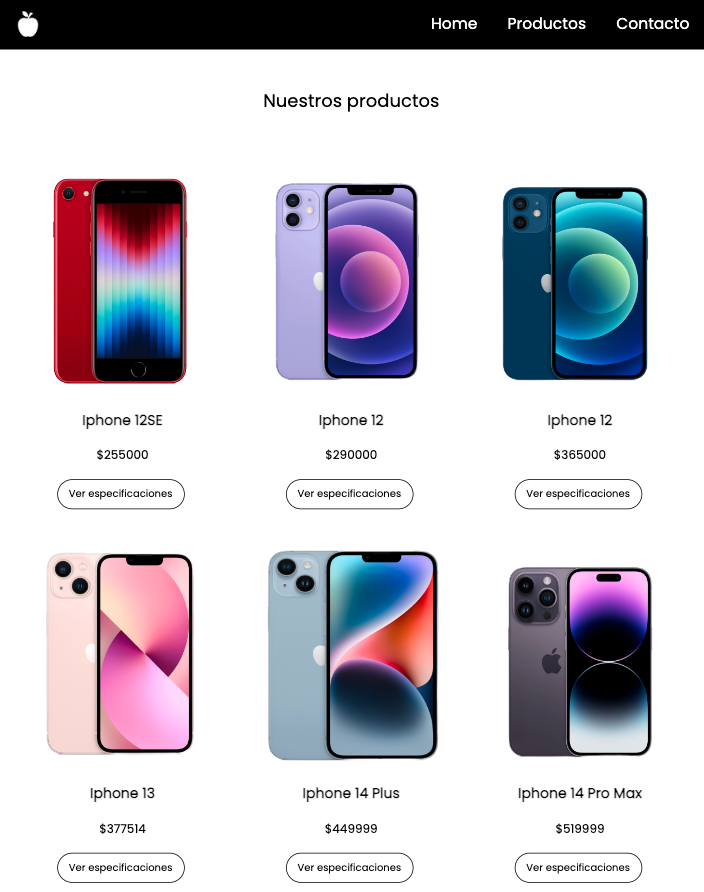 Home Productos Contacto
Nuestros productos
Iphone 12SE
Iphone 12
Iphone 12
$255000
$290000
$365000
Ver especificaciones
Ver especificaciones
Ver especificaciones
Iphone 13
Iphone 14 Plus
Iphone 14 Pro Max
$377514
$449999
$519999
Ver especificaciones
Ver especificaciones
Ver especificaciones